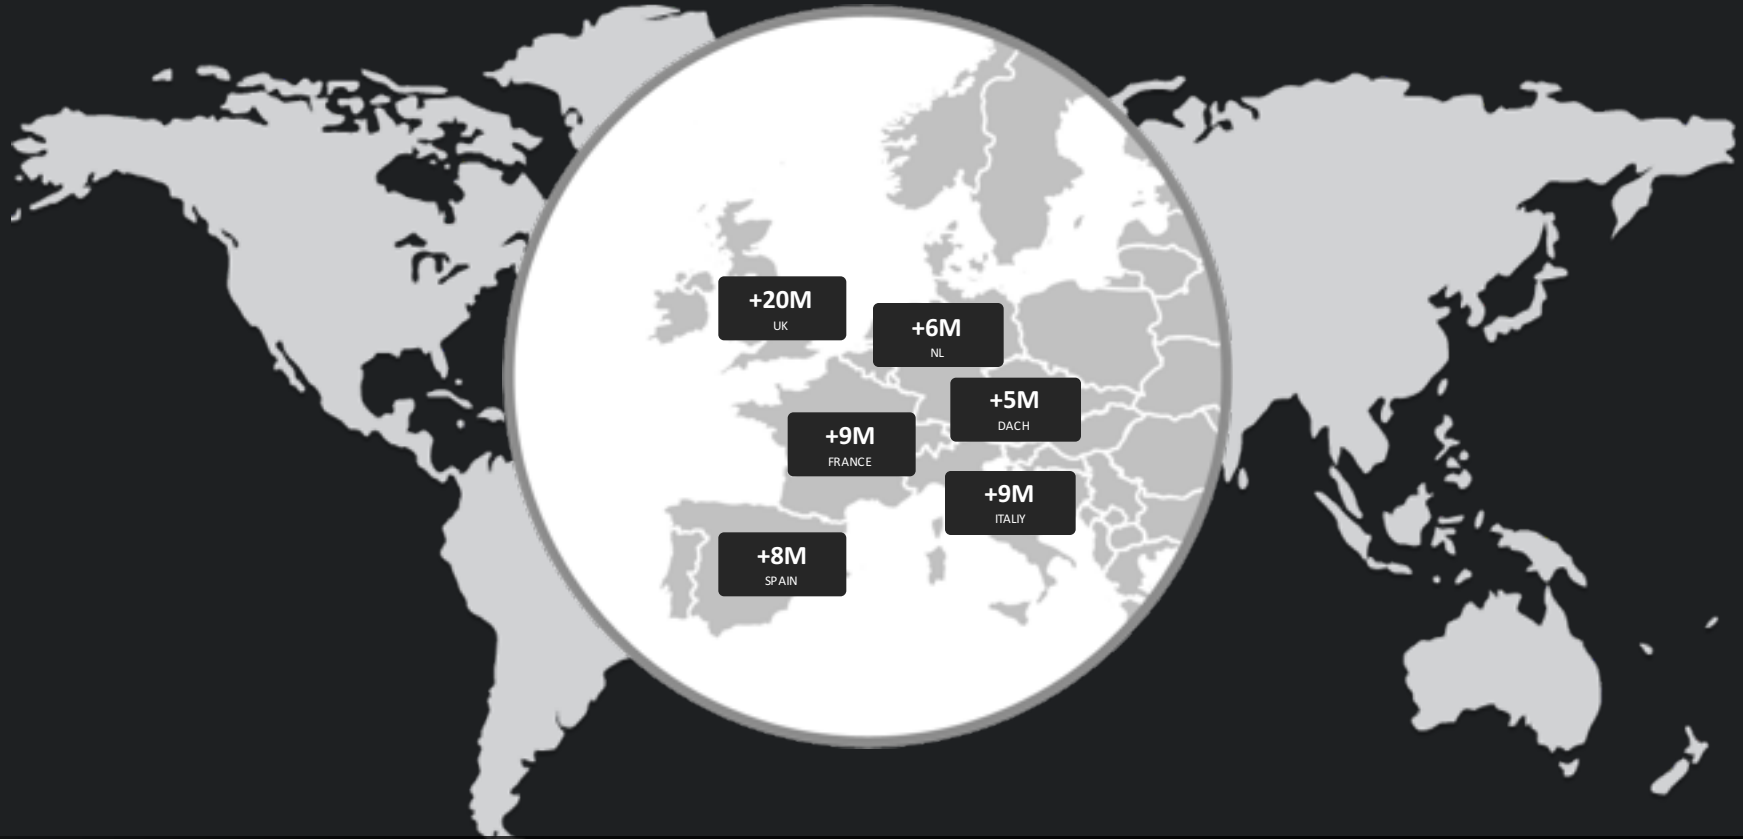 +20M
UK
+6M
NL
+5M
DACH
+9M
FRANCE
+9M
ITALIY
+8M
SPAIN